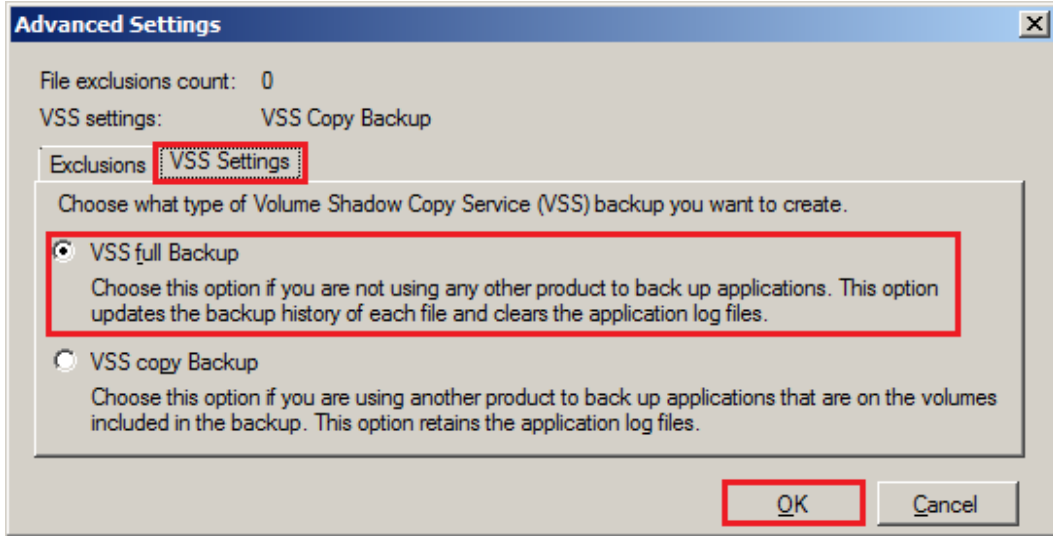 Advanced Settings
File exclusions count: 0
VSS settings: VSS Copy Backup
Exclusions VSS Settings
Choose what type of Volume Shadow Copy Service (VSS) backup you want to create.
VSS full Backup
Choose this option if you are not using any other product to back up applications. This option
updates the backup history of each file and clears the application log files.
VSS copy Backup
Choose this option if you are using another product to back up applications that are on the volumes
included in the backup. This option retains the application log files.
OK Cancel